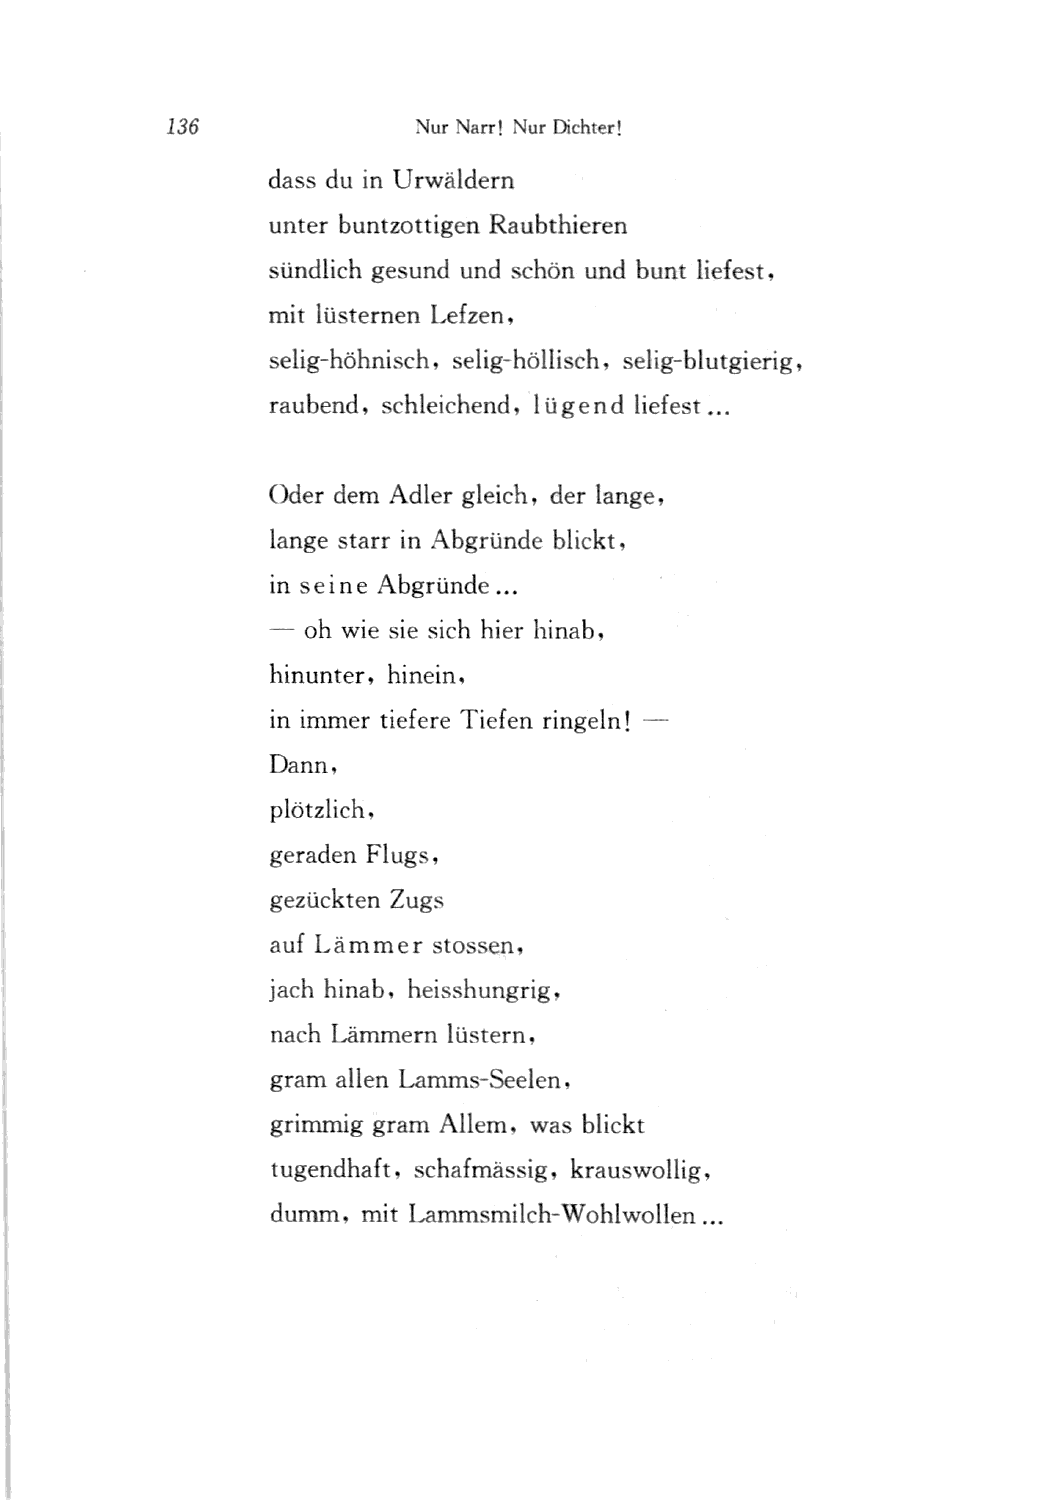 136 Nur Narr! Nur Dichter!
dass du in Urwäldern
unter buntzottigen Raubthieren
sündlich gesund und schön und bunt liefest,
mit lüsternen Lefzen,
selig-höhnisch, selig-höllisch, selig-blutgierig,
raubend, schleichend, lügend liefest ...
Oder dem Adler gleich, der lange,
lange starr in Abgründe blickt,
in seine Abgründe ...
— oh wie sie sich hier hinab,
hinunter, hinein,
in immer tiefere Tiefen ringeln! —
Dann,
plötzlich,
geraden Flugs,
gezückten Zugs
auf Lämmer stossen,
jach hinab, heisshungrig,
nach Lämmern lüstern,
gram allen Lamms-Seelen,
grimmig gram Allem, was blickt
tugendhaft, schafmässig, krauswollig,
dumm, mit Lammsmilch-Wohlwollen ...